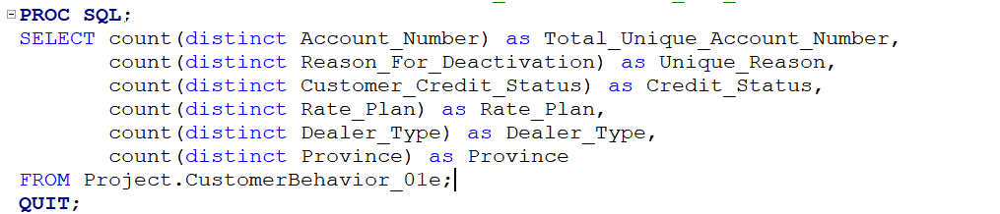 PROC SQL;
SELECT count(distinct Account_Number) as Total_Unique_Account_Number,
count(distinct Reason_For_Deactivation) as Unique_Reason,
count(distinct Customer_Credit_Status) as Credit_Status,
count(distinct Rate_Plan) as Rate_Plan,
count(distinct Dealer_Type) as Dealer_Type,
count(distinct Province) as Province
FROM Project.CustomerBehavior_01e;
QUIT;